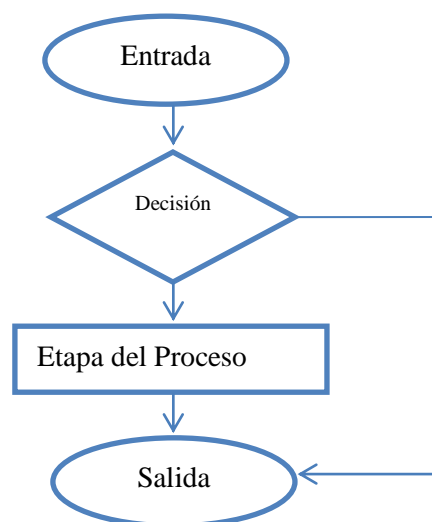 Entrada
Decisión
Etapa del Proceso
Salida